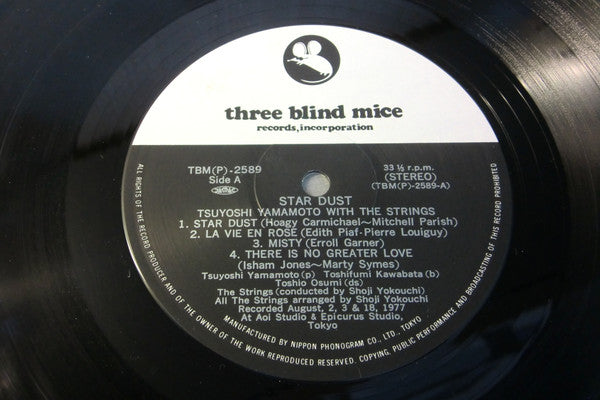 three blind mice
records, incorporation
TBM(P)-2589
Side A
33 ⅓ r.p.m.
(STEREO)
(TBM(P)-2589-A)
STAR DUST
TSUYOSHI YAMAMOTO WITH THE STRINGS
1. STAR DUST (Hoagy Carmichael~Mitchell Parish)
2. LA VIE EN ROSE (Edith Piaf-Pierre Louiguy)
3. MISTY (Erroll Garner)
4. THERE IS NO GREATER LOVE
(Isham Jones~Marty Symes)
Tsuyoshi Yamamoto (p) Toshifumi Kawabata (b)
Toshio Osumi (ds)
The Strings (conducted by Shoji Yokouchi)
All The Strings arranged by Shoji Yokouchi
Recorded August, 2, 3 & 18, 1977
At Aoi Studio & Epicurus Studio,
Tokyo
MANUFACTURED BY NIPPON PHONOGRAM CO., LTD., TOKYO
ALL RIGHTS OF THE RECORD PRODUCER AND OF THE OWNER OF THE WORK REPRODUCED RESERVED. COPYING, PUBLIC PERFORMANCE AND BROADCASTING OF THIS RECORD PROHIBITED